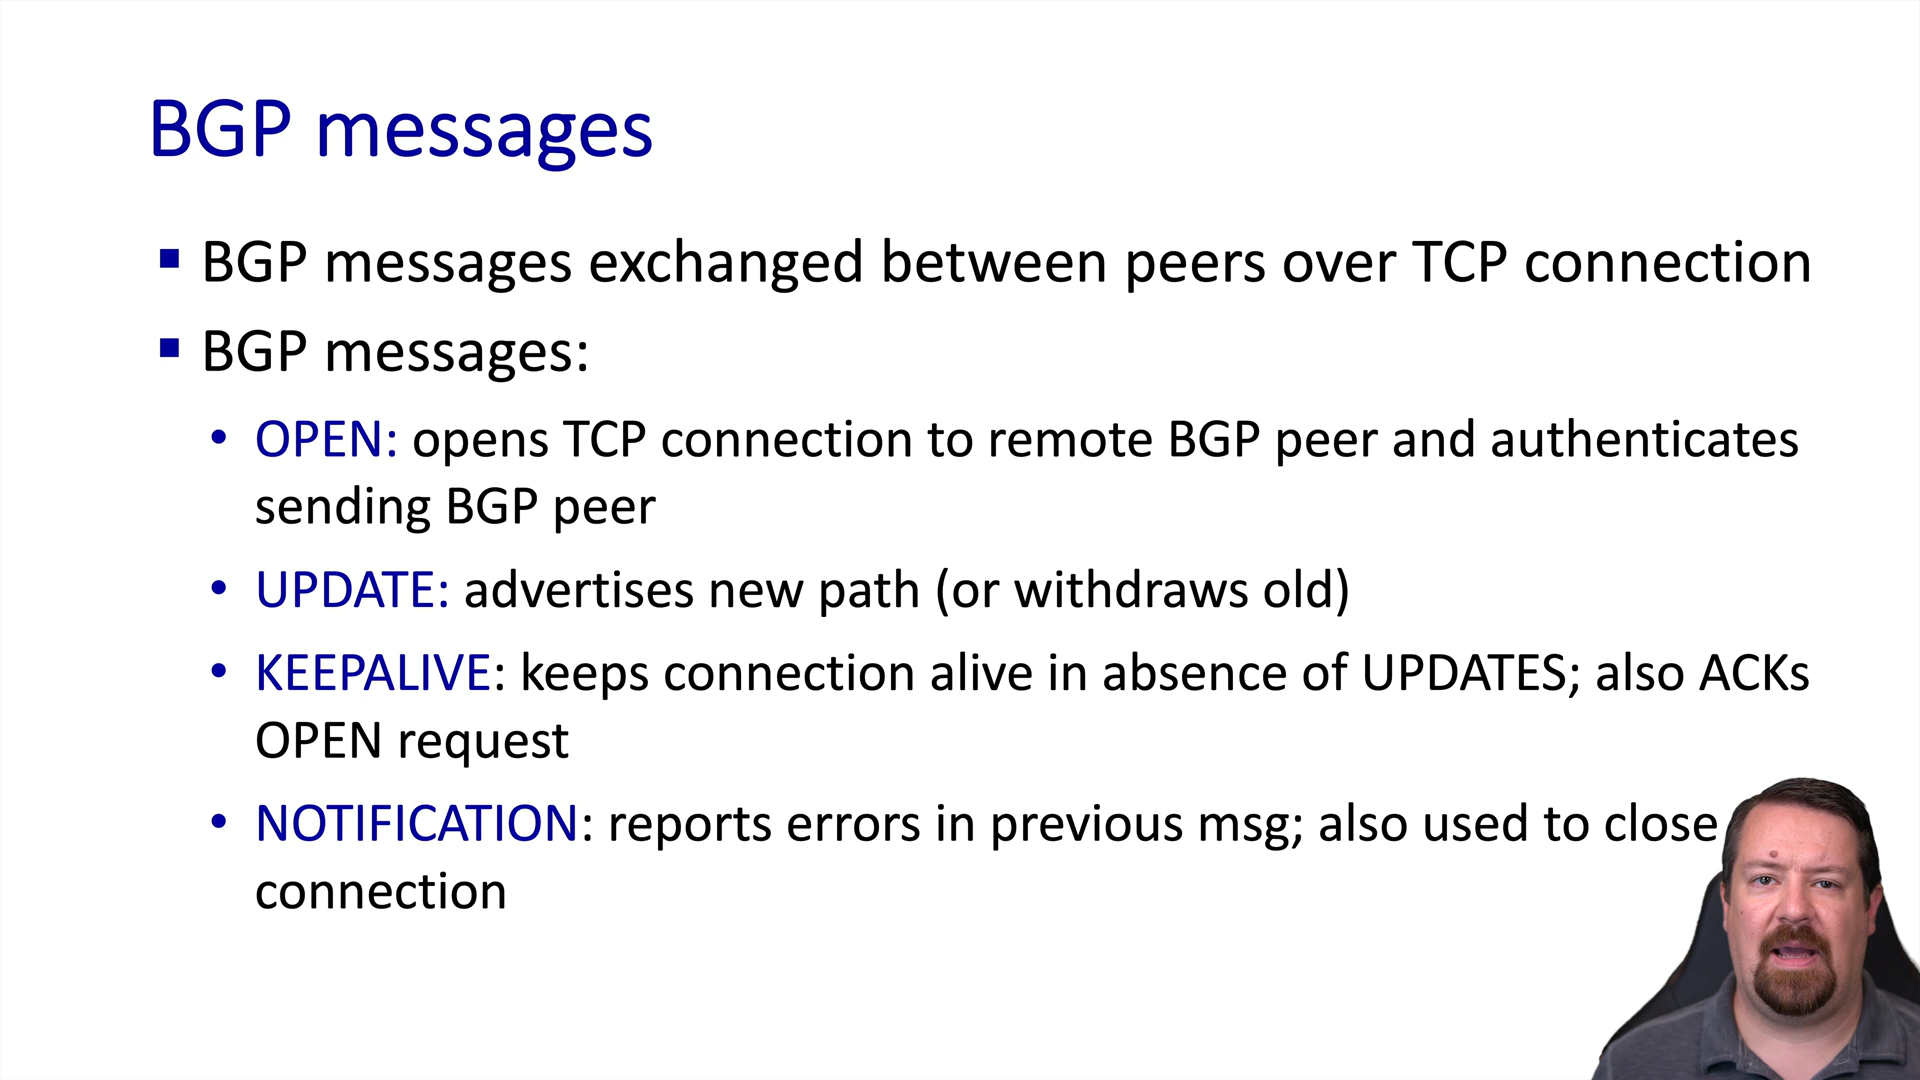 BGP messages
▪ BGP messages exchanged between peers over TCP connection
▪ BGP messages:
• OPEN: opens TCP connection to remote BGP peer and authenticates
sending BGP peer
• UPDATE: advertises new path (or withdraws old)
• KEEPALIVE: keeps connection alive in absence of UPDATES; also ACKs
OPEN request
• NOTIFICATION: reports errors in previous msg; also used to close
connection